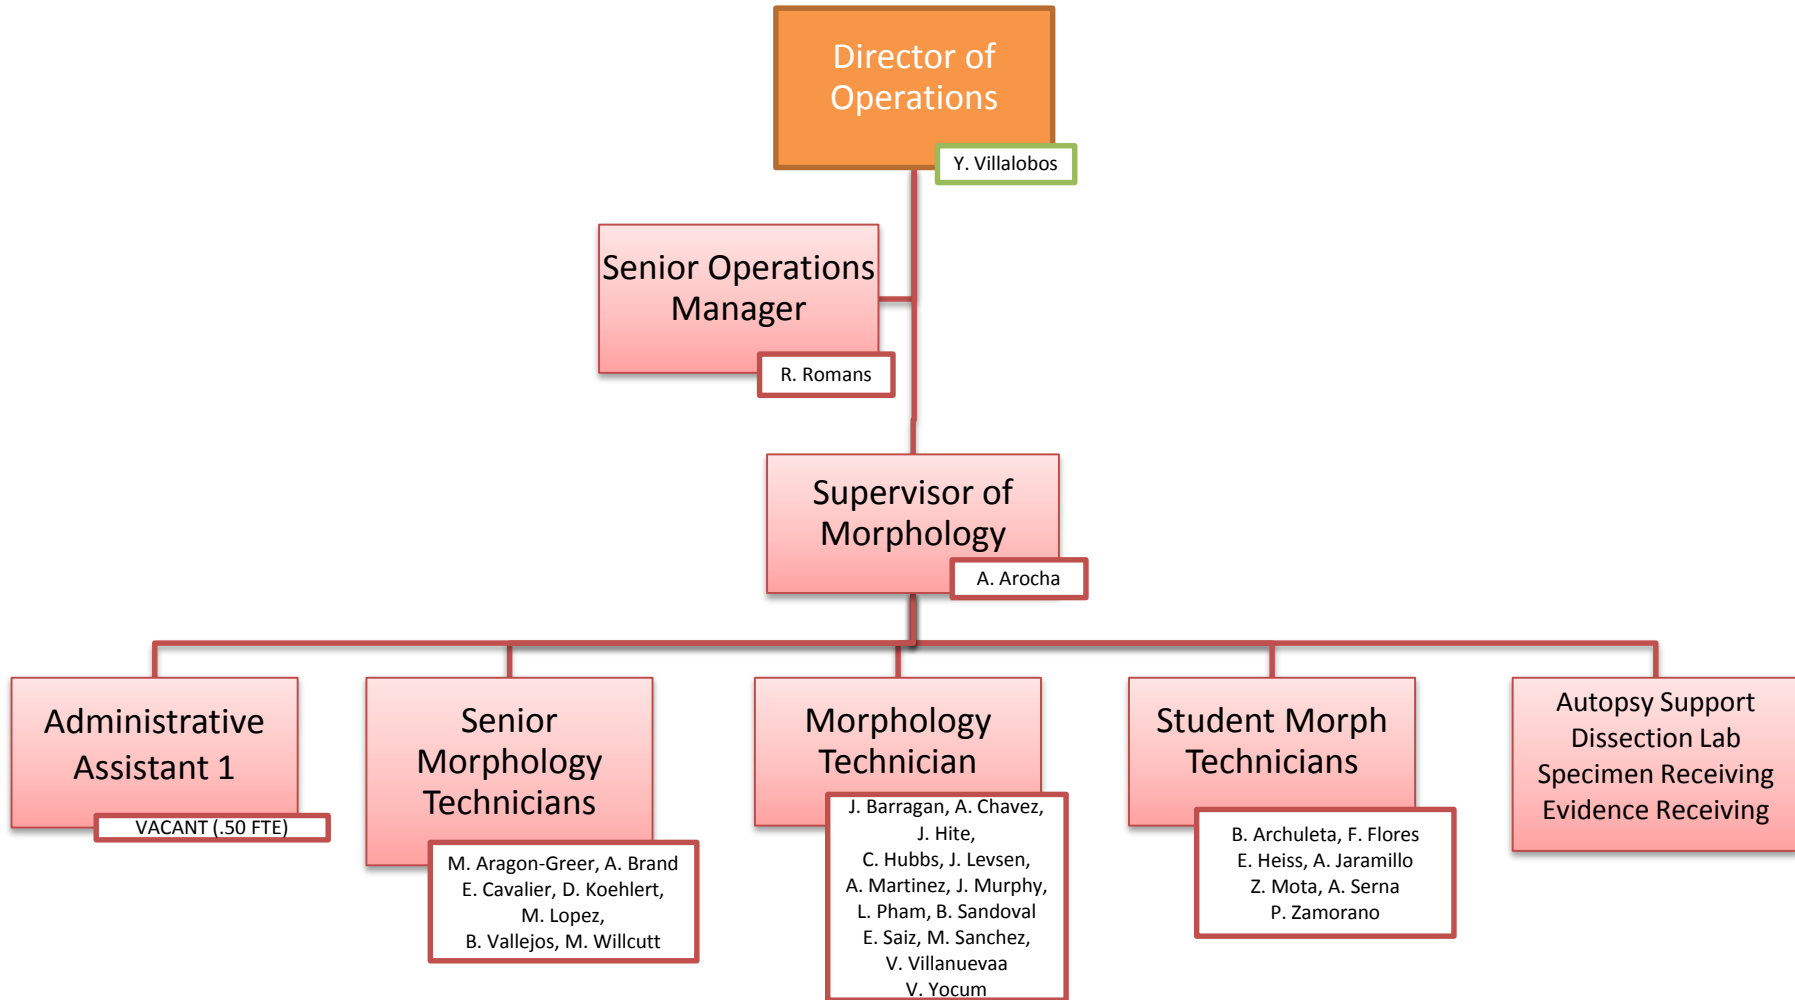 Director of
Operations
Y. Villalobos
Senior Operations
Manager
R. Romans
Supervisor of
Morphology
A. Arocha
Administrative
Assistant 1
VACANT (.50 FTE)
Senior
Morphology
Technicians
M. Aragon-Greer, A. Brand
E. Cavalier, D. Koehlert,
M. Lopez,
B. Vallejos, M. Willcutt
Morphology
Technician
J. Barragan, A. Chavez,
J. Hite,
C. Hubbs, J. Levsen,
A. Martinez, J. Murphy,
L. Pham, B. Sandoval
E. Saiz, M. Sanchez,
V. Villanuevaa
V. Yocum
Student Morph
Technicians
B. Archuleta, F. Flores
E. Heiss, A. Jaramillo
Z. Mota, A. Serna
P. Zamorano
Autopsy Support
Dissection Lab
Specimen Receiving
Evidence Receiving